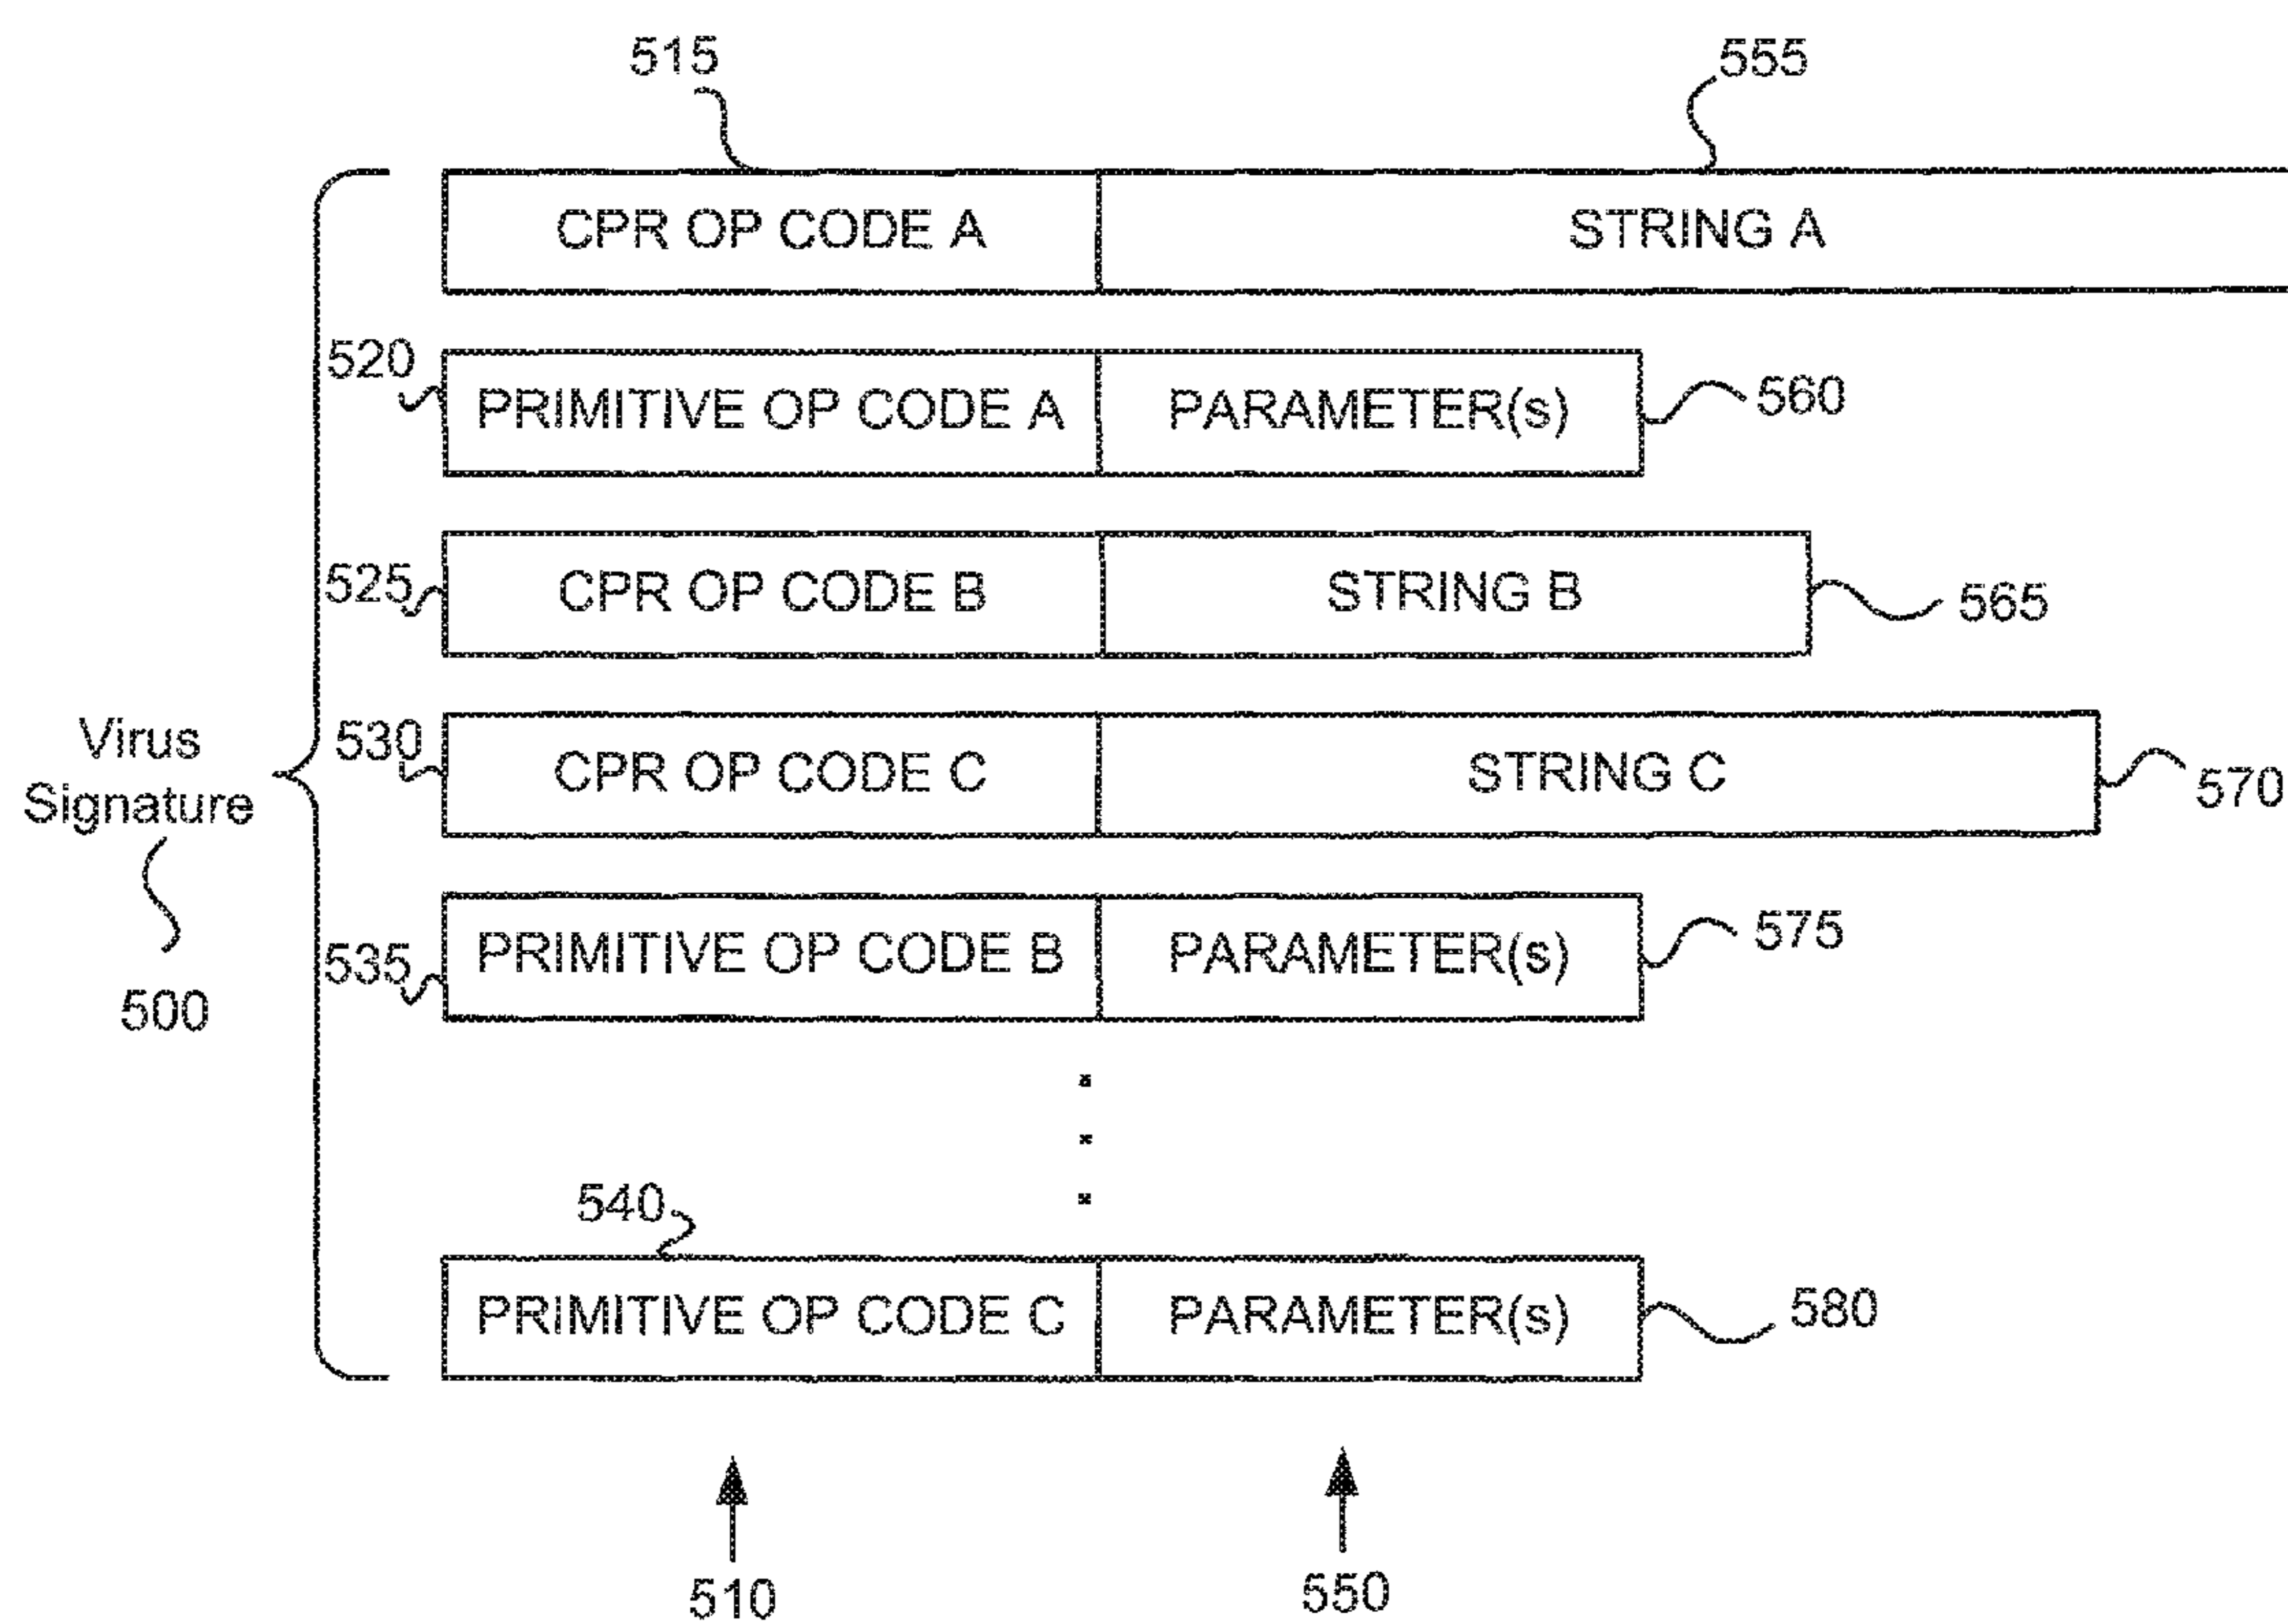 515 555
CPR OP CODE A STRING A
520 PRIMITIVE OP CODE A PARAMETER(s) 560
525 CPR OP CODE B STRING B 565
Virus
Signature
500
530 CPR OP CODE C STRING C 570
535 PRIMITIVE OP CODE B PARAMETER(s) 575
540
PRIMITIVE OP CODE C PARAMETER(s) 580
510 550